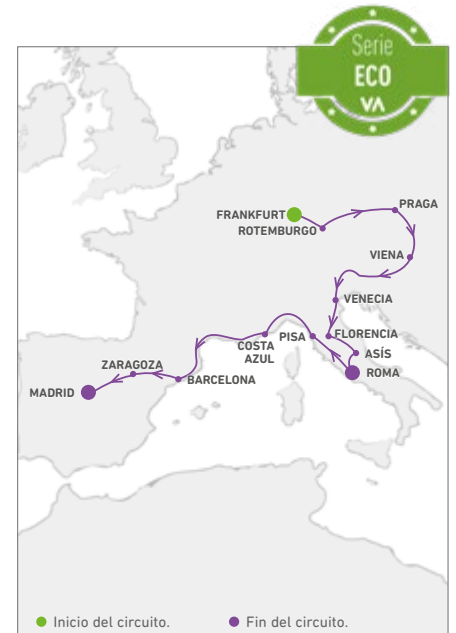 Serie
ECO
VA
PRAGA
FRANKFURT
ROTEMBURGO
VIENA
VENECIA
FLORENCIA
PISA
COSTA
AZUL
ASÍS
ZARAGOZA
ROMA
BARCELONA
MADRID
Inicio del circuito.
Fin del circuito.